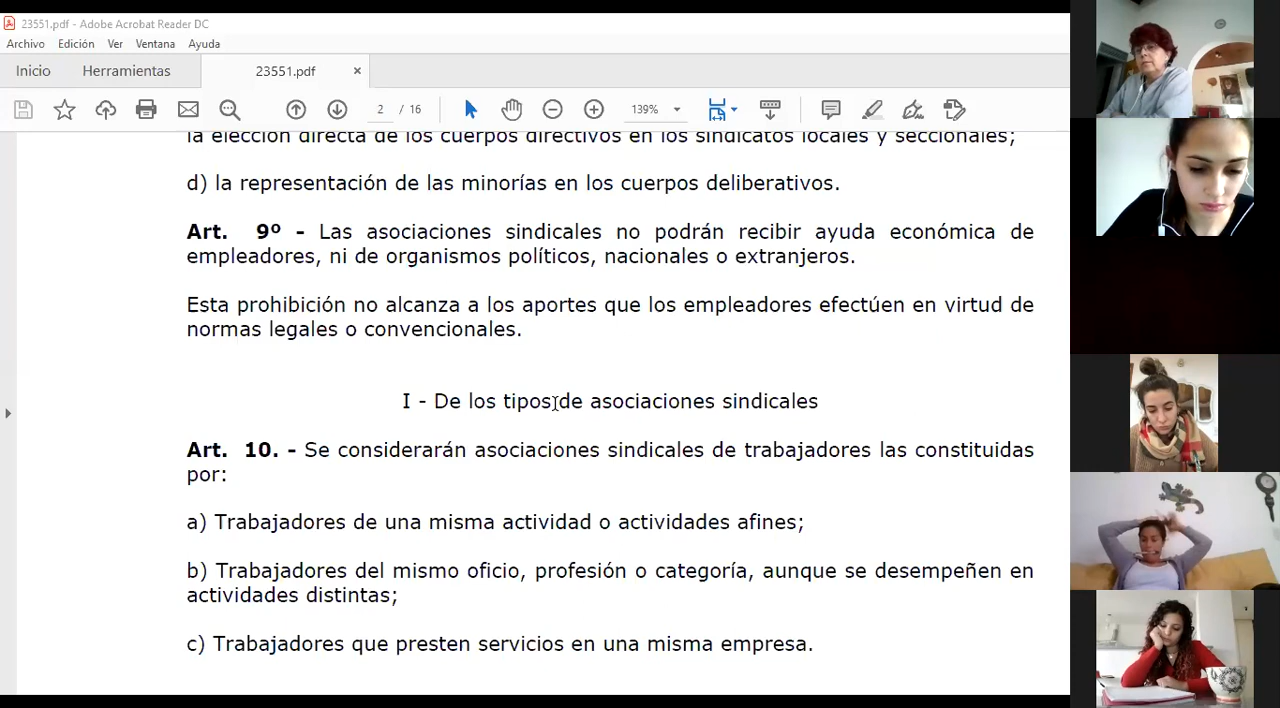 23551.pdf - Adobe Acrobat Reader DC
Archivo Edición Ver Ventana Ayuda
Inicio Herramientas 23551.pdf ×
2 / 16 139%
la elección directa de los cuerpos directivos en los sindicatos locales y seccionales;
d) la representación de las minorías en los cuerpos deliberativos.
Art. 9º - Las asociaciones sindicales no podrán recibir ayuda económica de
empleadores, ni de organismos políticos, nacionales o extranjeros.
Esta prohibición no alcanza a los aportes que los empleadores efectúen en virtud de
normas legales o convencionales.
I - De los tipos de asociaciones sindicales
Art. 10. - Se considerarán asociaciones sindicales de trabajadores las constituidas
por:
a) Trabajadores de una misma actividad o actividades afines;
b) Trabajadores del mismo oficio, profesión o categoría, aunque se desempeñen en
actividades distintas;
c) Trabajadores que presten servicios en una misma empresa.